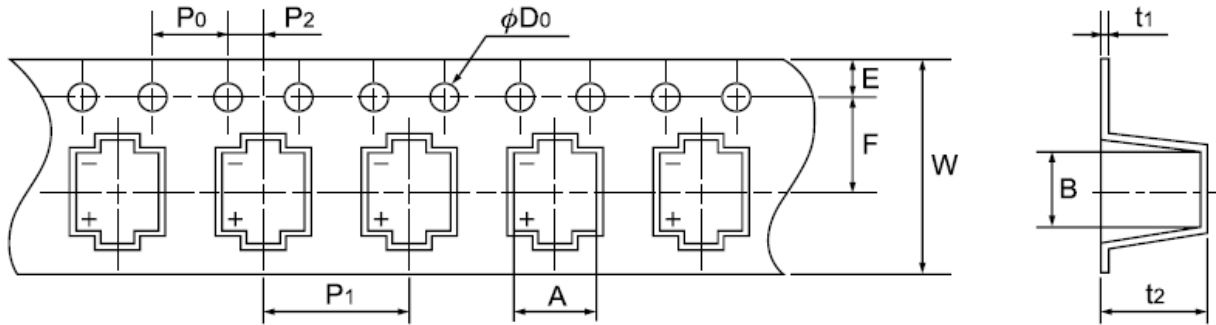 P0 P2 φD0 t1
E
F
W
B
− − − − −
+ + + + +
P1 A t2